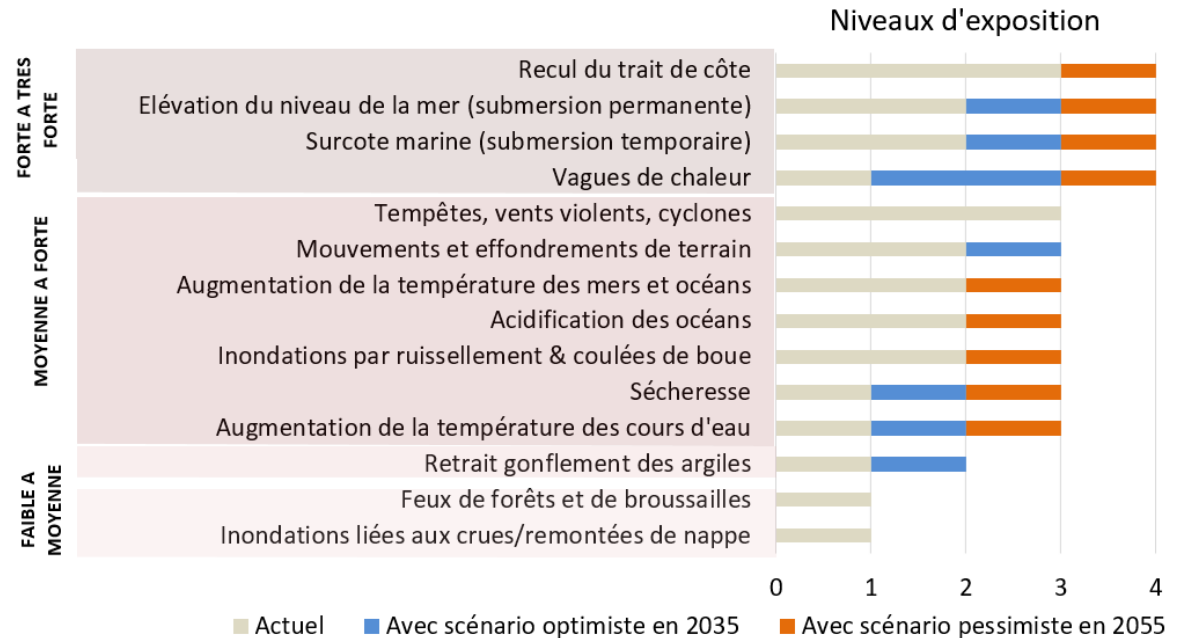 Niveaux d'exposition
FORTE A TRES
FORTE
Recul du trait de côte
Elévation du niveau de la mer (submersion permanente)
Surcote marine (submersion temporaire)
Vagues de chaleur
MOYENNE A FORTE
Tempêtes, vents violents, cyclones
Mouvements et effondrements de terrain
Augmentation de la température des mers et océans
Acidification des océans
Inondations par ruissellement & coulées de boue
Sécheresse
Augmentation de la température des cours d'eau
FAIBLE A
MOYENNE
Retrait gonflement des argiles
Feux de forêts et de broussailles
Inondations liées aux crues/remontées de nappe
0 1 2 3 4
Actuel Avec scénario optimiste en 2035 Avec scénario pessimiste en 2055